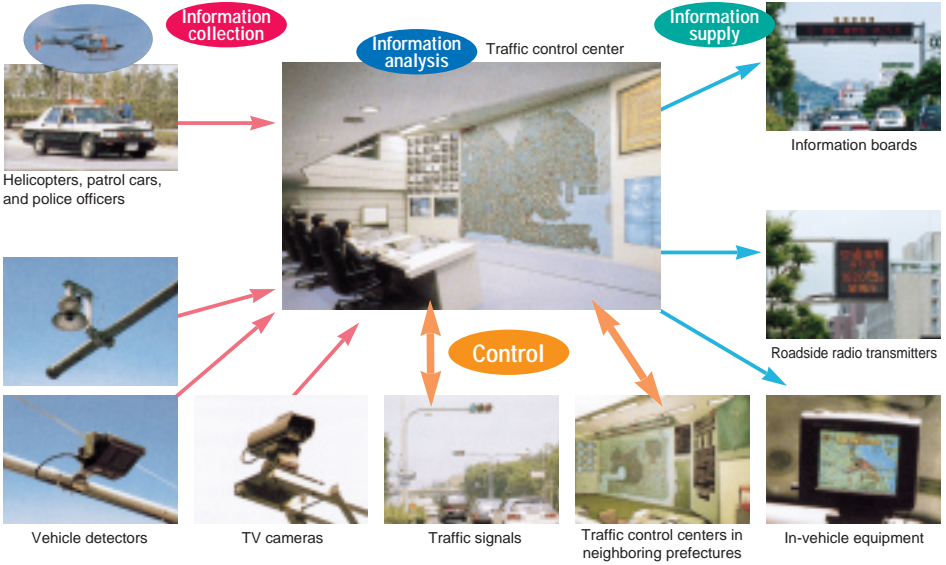 Information
collection
Information
analysis
Traffic control center
Information
supply
Helicopters, patrol cars,
and police officers
Information boards
Roadside radio transmitters
Control
Vehicle detectors
TV cameras
Traffic signals
Traffic control centers in
neighboring prefectures
In-vehicle equipment